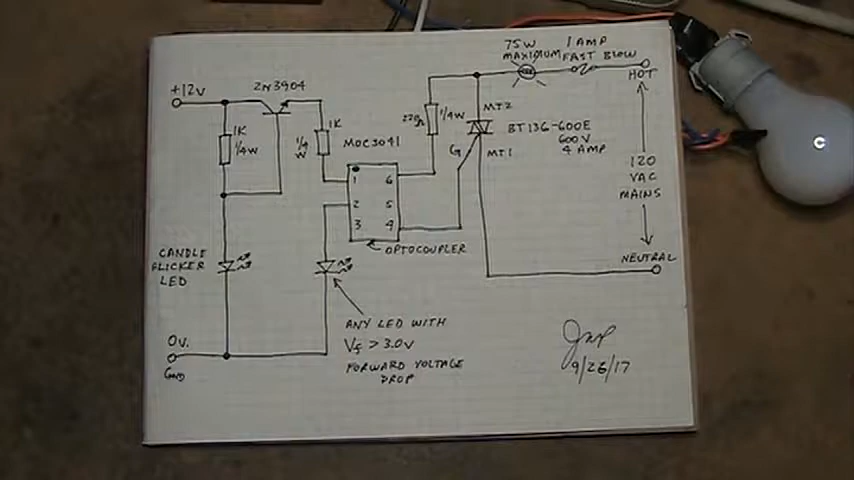 75W
MAXIMUM
1 AMP
FAST BLOW
HOT
+12V
2N3904
1K
1/4W
1K
1/4
W
MOC3041
220Ω
1/4W
MT2
G
MT1
BT136-600E
600V
4 AMP
120
VAC
MAINS
1
2
3
6
5
4
OPTOCOUPLER
NEUTRAL
CANDLE
FLICKER
LED
0V.
GND
ANY LED WITH
Vf > 3.0V
FORWARD VOLTAGE
DROP
9/26/17